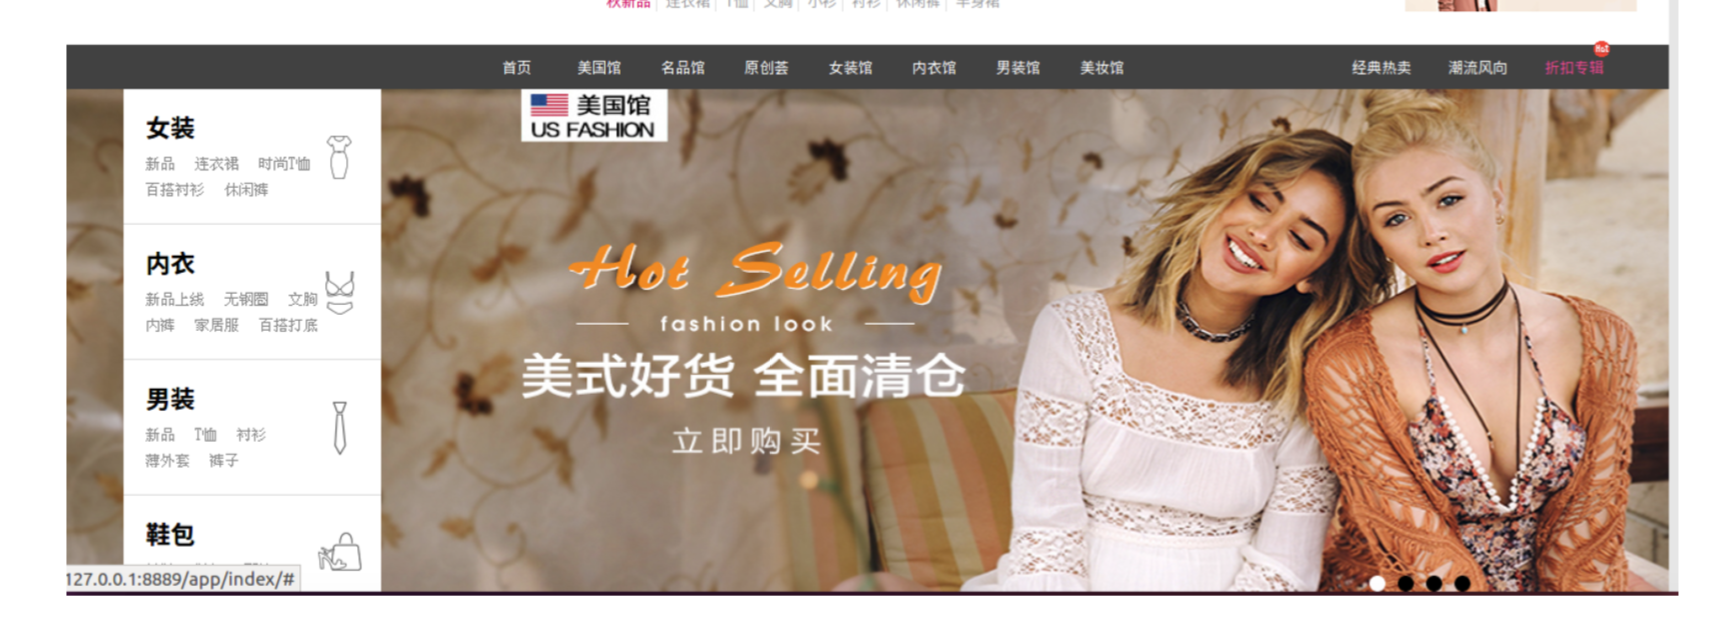 秋新品 连衣裙 T恤 文胸 小衫 衬衫 休闲裤 半身裙
Hot
首页 美国馆 名品馆 原创荟 女装馆 内衣馆 男装馆 美妆馆 经典热卖 潮流风向 折扣专辑
女装
新品 连衣裙 时尚T恤
百搭衬衫 休闲裤
内衣
新品上线 无钢圈 文胸
内裤 家居服 百搭打底
男装
新品 T恤 衬衫
薄外套 裤子
鞋包
美国馆
US FASHION
Hot Selling
fashion look
美式好货 全面清仓
立即购买
127.0.0.1:8889/app/index/#